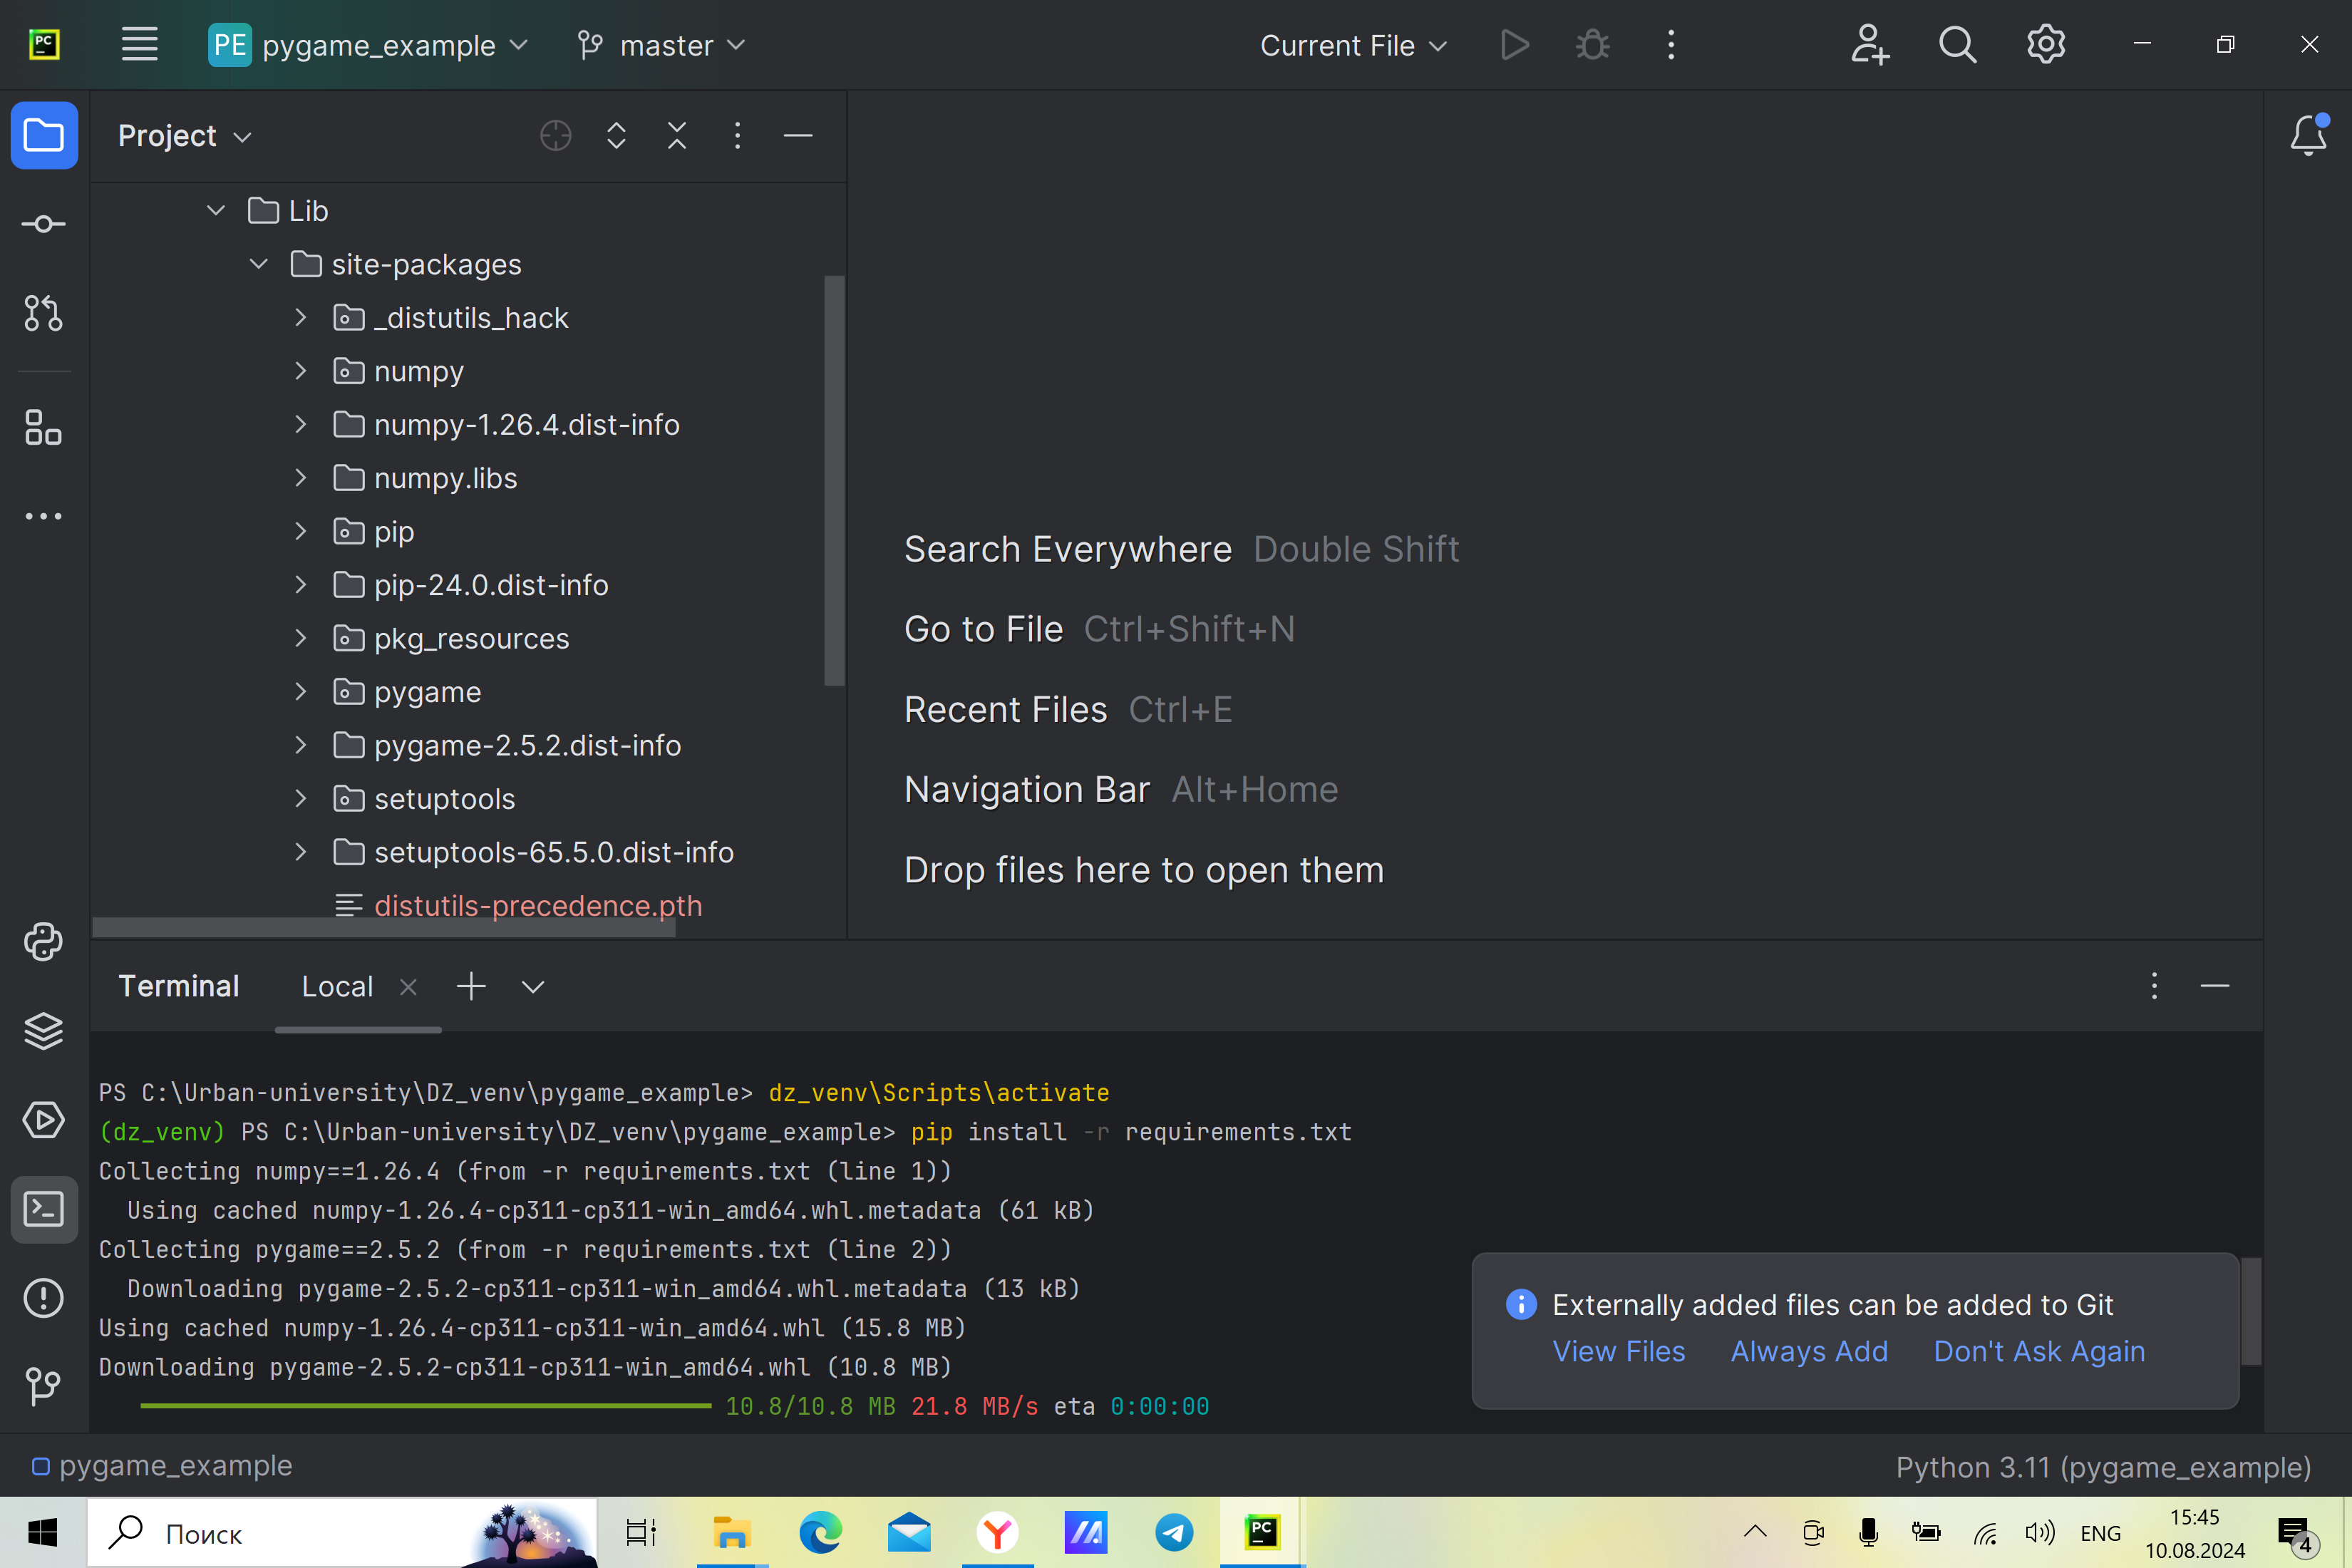 PC
PE pygame_example
master
Current File
Project
Lib
site-packages
_distutils_hack
numpy
numpy-1.26.4.dist-info
numpy.libs
pip
pip-24.0.dist-info
pkg_resources
pygame
pygame-2.5.2.dist-info
setuptools
setuptools-65.5.0.dist-info
distutils-precedence.pth
Search Everywhere Double Shift
Go to File Ctrl+Shift+N
Recent Files Ctrl+E
Navigation Bar Alt+Home
Drop files here to open them
Terminal
Local
PS C:\Urban-university\DZ_venv\pygame_example> dz_venv\Scripts\activate
(dz_venv) PS C:\Urban-university\DZ_venv\pygame_example> pip install -r requirements.txt
Collecting numpy==1.26.4 (from -r requirements.txt (line 1))
Using cached numpy-1.26.4-cp311-cp311-win_amd64.whl.metadata (61 kB)
Collecting pygame==2.5.2 (from -r requirements.txt (line 2))
Downloading pygame-2.5.2-cp311-cp311-win_amd64.whl.metadata (13 kB)
Using cached numpy-1.26.4-cp311-cp311-win_amd64.whl (15.8 MB)
Downloading pygame-2.5.2-cp311-cp311-win_amd64.whl (10.8 MB)
10.8/10.8 MB 21.8 MB/s eta 0:00:00
Externally added files can be added to Git
View Files Always Add Don't Ask Again
pygame_example
Python 3.11 (pygame_example)
Поиск
PC
ENG
15:45
10.08.2024
4